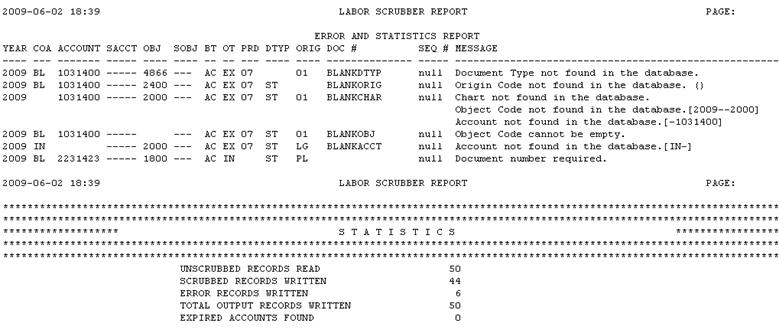 2009-06-02 18:39 LABOR SCRUBBER REPORT PAGE:
ERROR AND STATISTICS REPORT
YEAR COA ACCOUNT SACCT OBJ SOBJ BT OT PRD DTYP ORIG DOC # SEQ # MESSAGE
---- --- ------- ----- ---- ---- -- -- --- ---- ---- -------------- ----- --------------------------------------------------
2009 BL 1031400 ----- 4866 --- AC EX 07 01 BLANKDTYP null Document Type not found in the database.
2009 BL 1031400 ----- 2400 --- AC EX 07 ST BLANKORIG null Origin Code not found in the database. ()
2009 1031400 ----- 2000 --- AC EX 07 ST 01 BLANKCHAR null Chart not found in the database.
Object Code not found in the database.[2009--2000]
Account not found in the database.[-1031400]
2009 BL 1031400 ----- --- AC EX 07 ST 01 BLANKOBJ null Object Code cannot be empty.
2009 IN ----- 2000 --- AC EX 07 ST LG BLANKACCT null Account not found in the database.[IN-]
2009 BL 2231423 ----- 1800 --- AC IN ST PL null Document number required.
2009-06-02 18:39 LABOR SCRUBBER REPORT PAGE:
************************************************************************************************************************
************************************************************************************************************************
****************** S T A T I S T I C S ****************
************************************************************************************************************************
************************************************************************************************************************
UNSCRUBBED RECORDS READ 50
SCRUBBED RECORDS WRITTEN 44
ERROR RECORDS WRITTEN 6
TOTAL OUTPUT RECORDS WRITTEN 50
EXPIRED ACCOUNTS FOUND 0